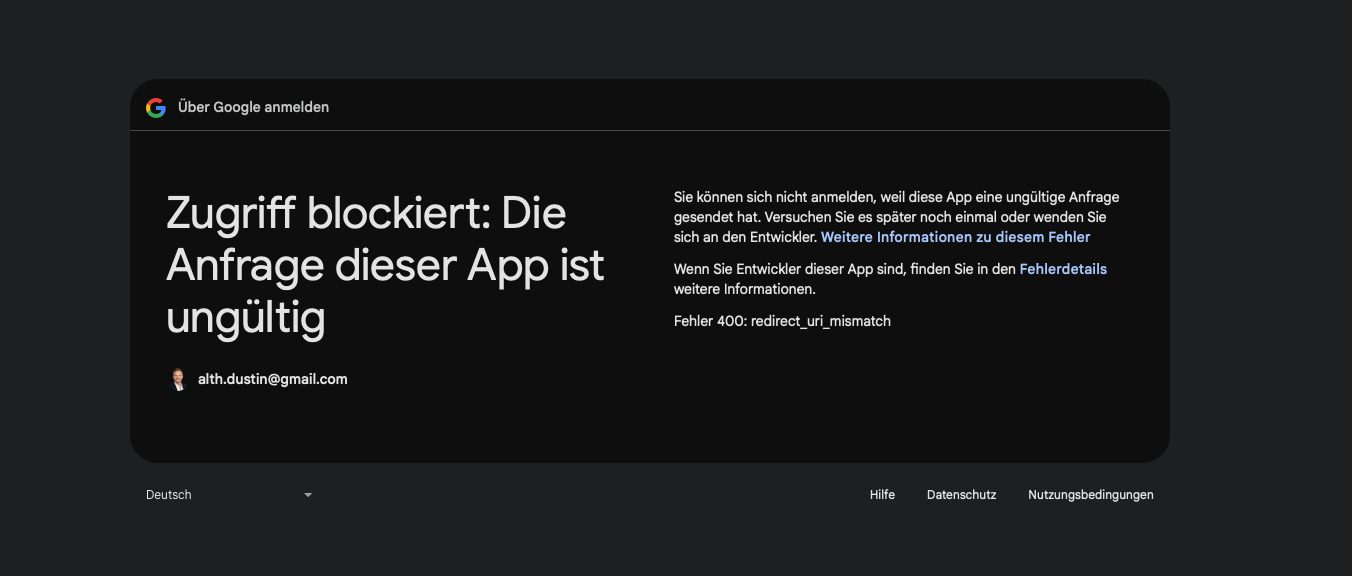 Über Google anmelden
Zugriff blockiert: Die
Anfrage dieser App ist
ungültig
alth.dustin@gmail.com
Sie können sich nicht anmelden, weil diese App eine ungültige Anfrage
gesendet hat. Versuchen Sie es später noch einmal oder wenden Sie
sich an den Entwickler. Weitere Informationen zu diesem Fehler
Wenn Sie Entwickler dieser App sind, finden Sie in den Fehlerdetails
weitere Informationen.
Fehler 400: redirect_uri_mismatch
Deutsch
Hilfe Datenschutz Nutzungsbedingungen